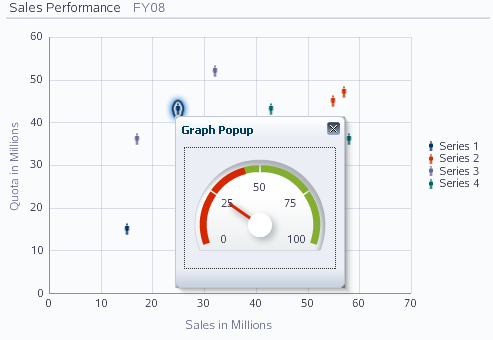 Sales Performance FY08
60
50
40
30
20
10
0
Quota in Millions
0 10 20 30 40 50 60 70
Sales in Millions
Graph Popup
0 25 50 75 100
Series 1
Series 2
Series 3
Series 4